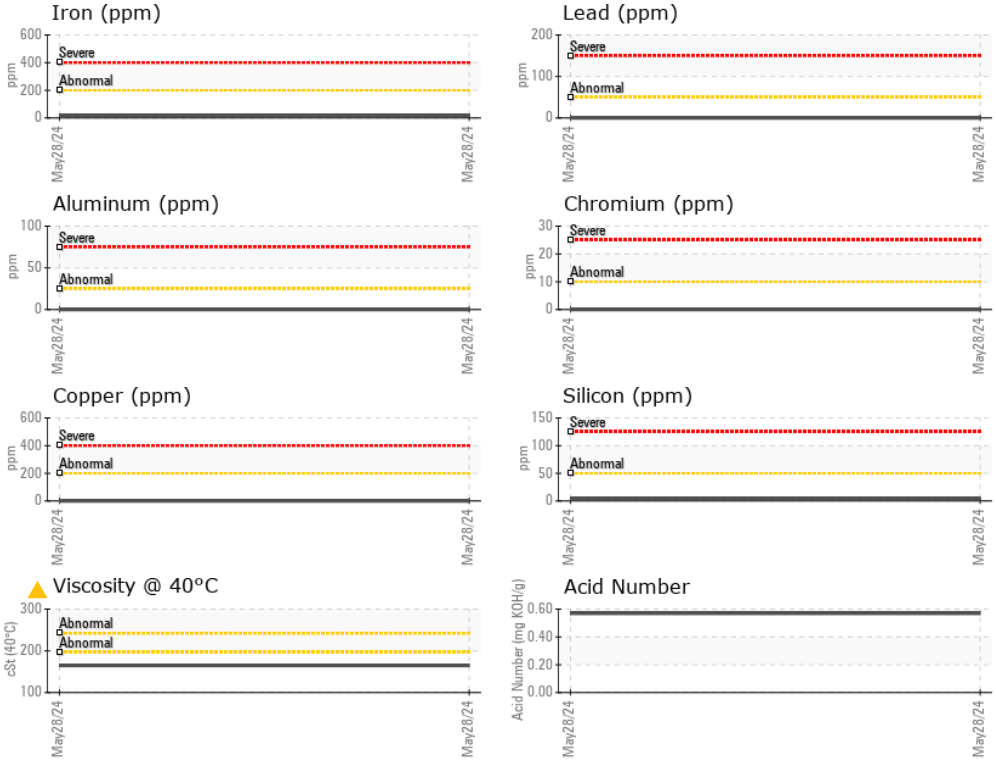 Iron (ppm)
600
400
200
0
ppm
Severe
Abnormal
May28/24
May28/24
Lead (ppm)
200
100
0
ppm
Severe
Abnormal
May28/24
May28/24
Aluminum (ppm)
100
50
0
ppm
Severe
Abnormal
May28/24
May28/24
Chromium (ppm)
30
20
10
0
ppm
Severe
Abnormal
May28/24
May28/24
Copper (ppm)
600
400
200
0
ppm
Severe
Abnormal
May28/24
May28/24
Silicon (ppm)
150
100
50
0
ppm
Severe
Abnormal
May28/24
May28/24
Viscosity @ 40°C
300
200
100
cSt (40°C)
Abnormal
Abnormal
May28/24
May28/24
Acid Number
0.60
0.40
0.20
0.00
Acid Number (mg KOH/g)
May28/24
May28/24